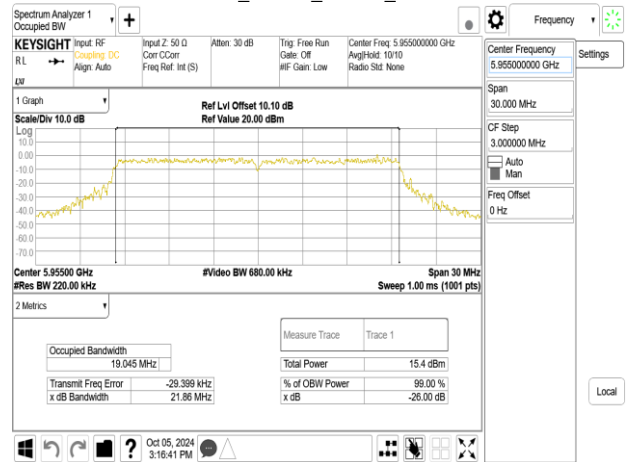 Spectrum Analyzer 1
Occupied BW
Frequency
KEYSIGHT
Input: RF
Coupling: DC
Align: Auto
Input Z: 50 Ω
Corr CCorr
Freq Ref: Int (S)
Atten: 30 dB
Trig: Free Run
Gate: Off
#IF Gain: Low
Center Freq: 5.955000000 GHz
Avg|Hold: 10/10
Radio Std: None
R L
LXI
Center Frequency
5.955000000 GHz
Settings
Span
30.000 MHz
CF Step
3.000000 MHz
Auto
Man
Freq Offset
0 Hz
1 Graph
Scale/Div 10.0 dB
Ref Lvl Offset 10.10 dB
Ref Value 20.00 dBm
Log
10.0
0.00
-10.0
-20.0
-30.0
-40.0
-50.0
-60.0
-70.0
Center 5.95500 GHz
#Video BW 680.00 kHz
Span 30 MHz
#Res BW 220.00 kHz
Sweep 1.00 ms (1001 pts)
2 Metrics
Measure Trace
Trace 1
Occupied Bandwidth
19.045 MHz
Total Power
15.4 dBm
Transmit Freq Error
-29.399 kHz
% of OBW Power
99.00 %
x dB Bandwidth
21.86 MHz
x dB
-26.00 dB
Local
?
Oct 05, 2024
3:16:41 PM